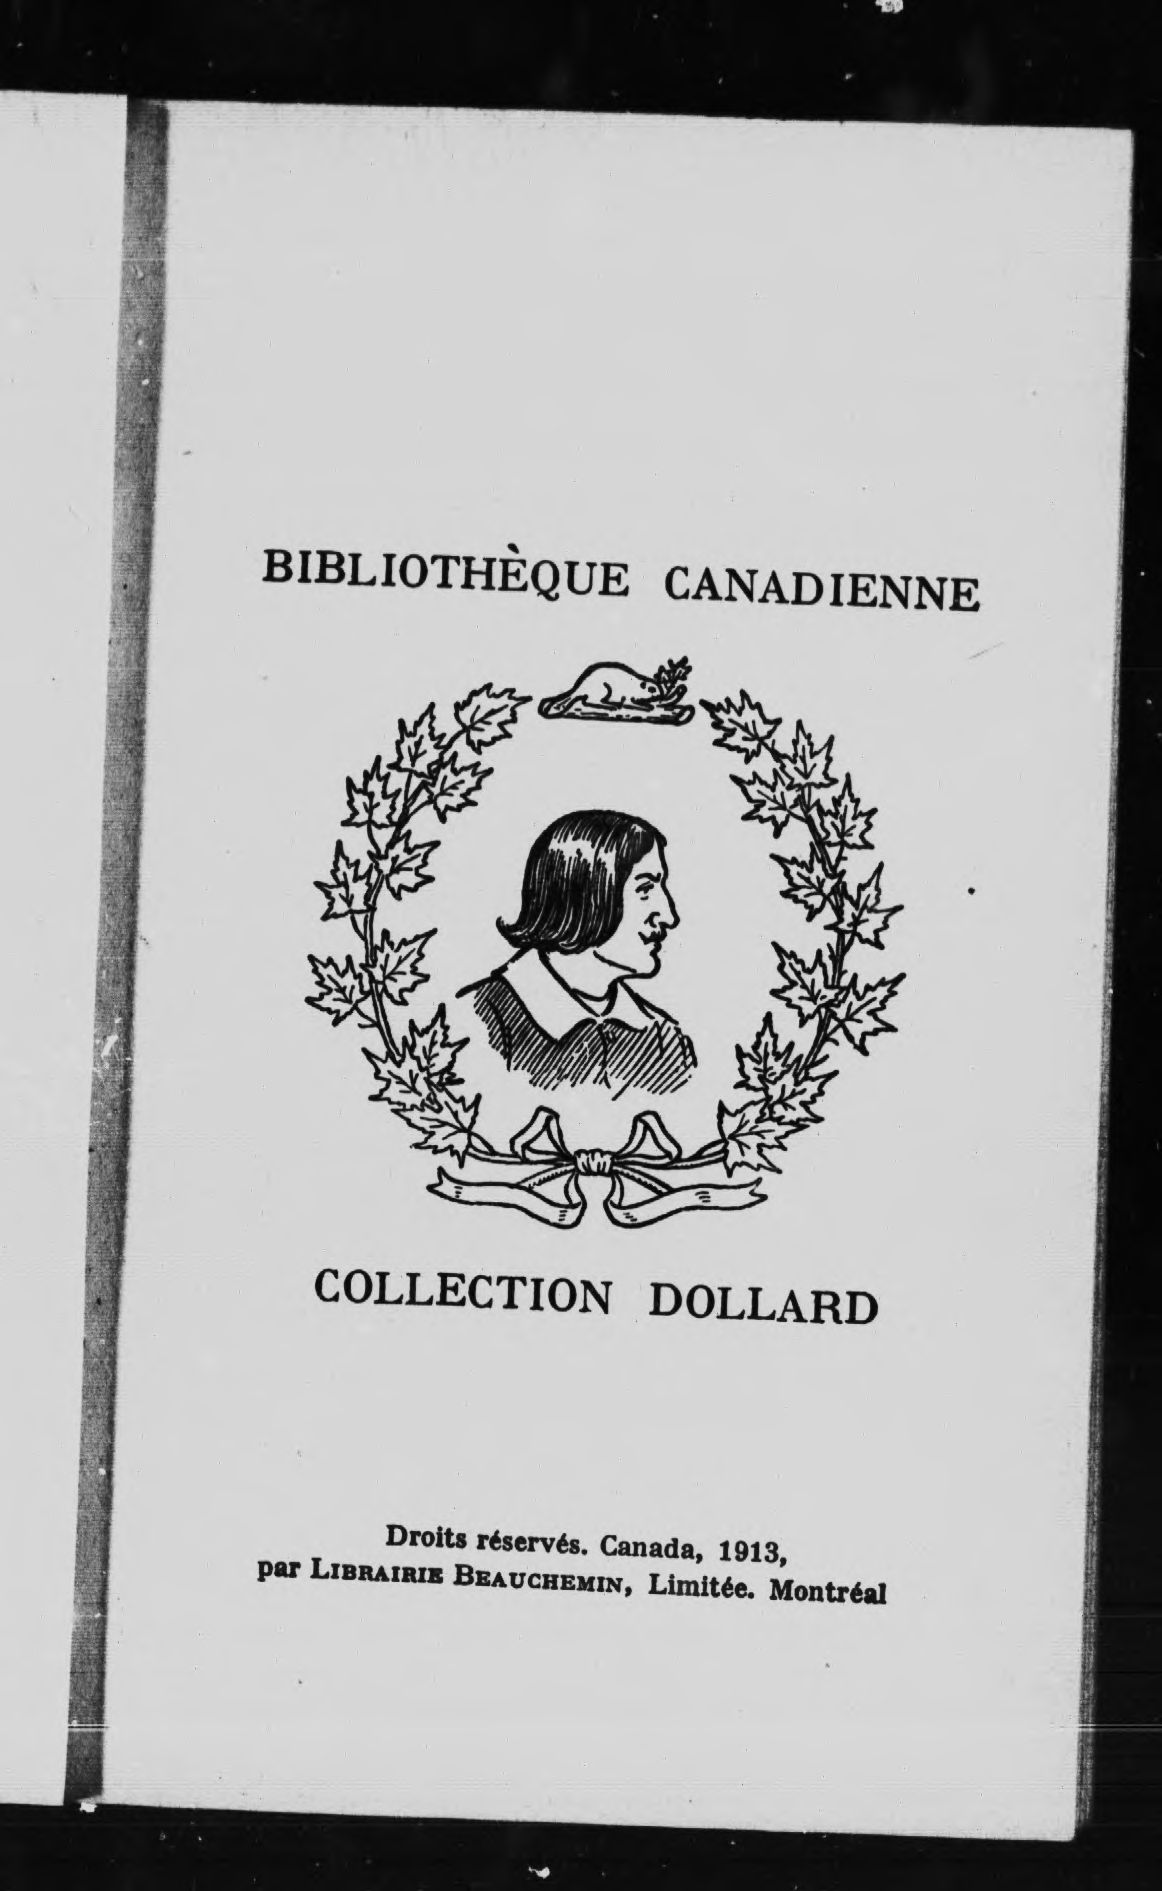 BIBLIOTHÈQUE CANADIENNE
COLLECTION DOLLARD
Droits réservés. Canada, 1913,
par LIBRAIRIE BEAUCHEMIN, Limitée. Montréal